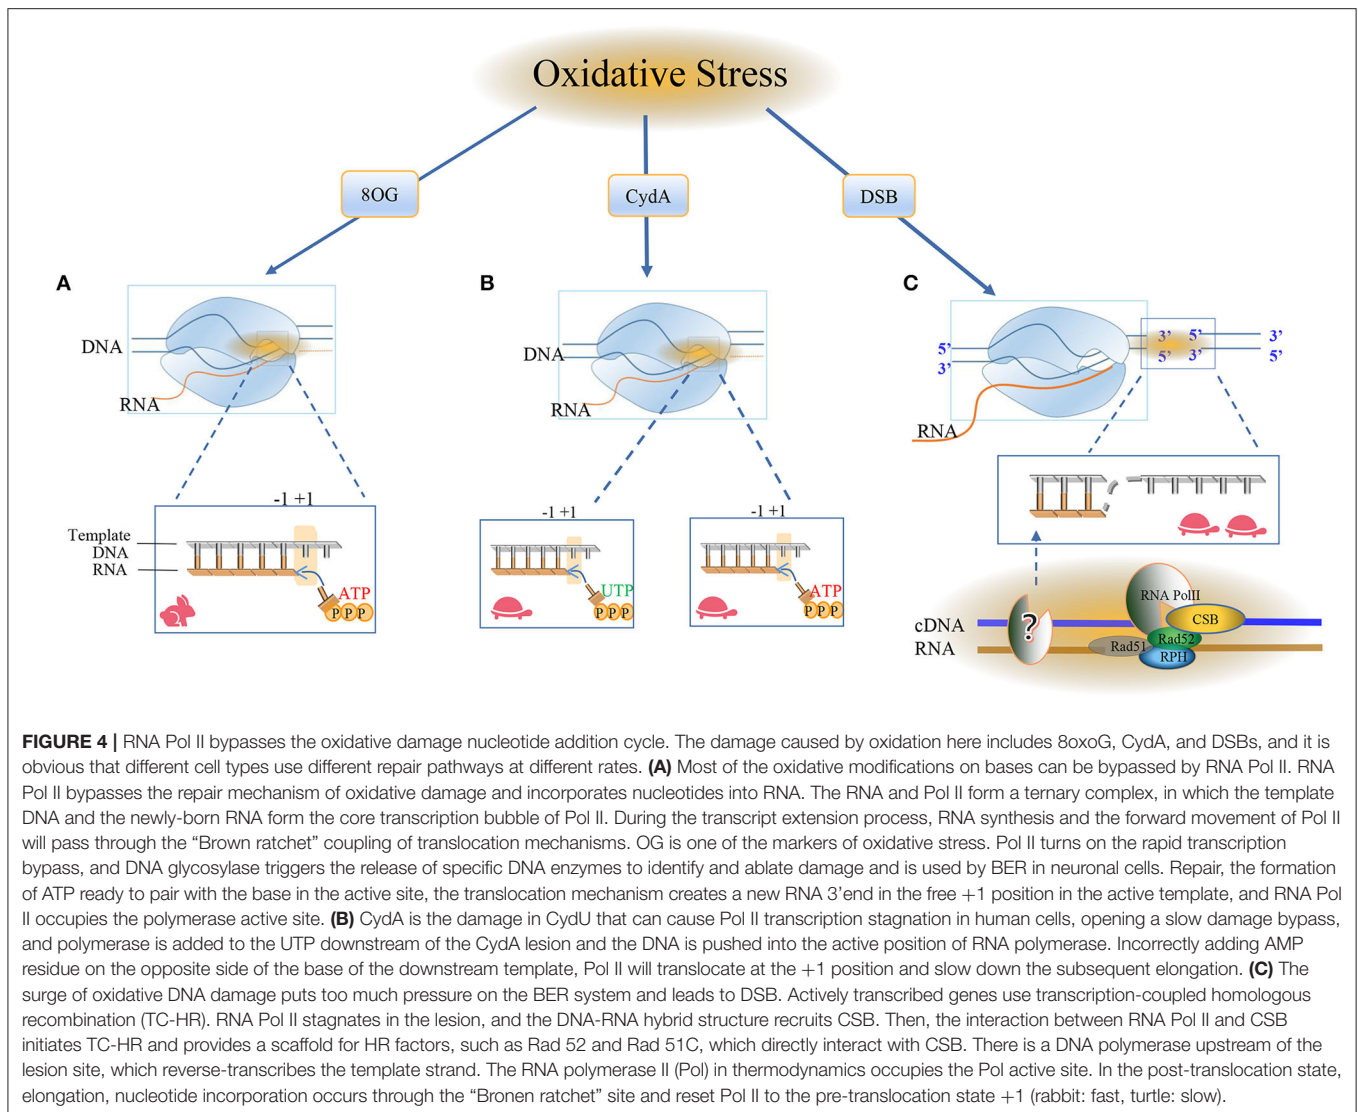 Oxidative Stress
8OG
CydA
DSB
A
DNA
RNA
-1 +1
Template
DNA
RNA
ATP
P P P
B
DNA
RNA
-1 +1
UTP
P P P
-1 +1
ATP
P P P
C
5’
3’
3’ 5’
5’ 3’
3’
5’
RNA
cDNA
RNA
?
RNA PolII
CSB
Rad52
Rad51
RPH
FIGURE 4 | RNA Pol II bypasses the oxidative damage nucleotide addition cycle. The damage caused by oxidation here includes 8oxoG, CydA, and DSBs, and it is
obvious that different cell types use different repair pathways at different rates. (A) Most of the oxidative modifications on bases can be bypassed by RNA Pol II. RNA
Pol II bypasses the repair mechanism of oxidative damage and incorporates nucleotides into RNA. The RNA and Pol II form a ternary complex, in which the template
DNA and the newly-born RNA form the core transcription bubble of Pol II. During the transcript extension process, RNA synthesis and the forward movement of Pol II
will pass through the “Brown ratchet” coupling of translocation mechanisms. OG is one of the markers of oxidative stress. Pol II turns on the rapid transcription
bypass, and DNA glycosylase triggers the release of specific DNA enzymes to identify and ablate damage and is used by BER in neuronal cells. Repair, the formation
of ATP ready to pair with the base in the active site, the translocation mechanism creates a new RNA 3’end in the free +1 position in the active template, and RNA Pol
II occupies the polymerase active site. (B) CydA is the damage in CydU that can cause Pol II transcription stagnation in human cells, opening a slow damage bypass,
and polymerase is added to the UTP downstream of the CydA lesion and the DNA is pushed into the active position of RNA polymerase. Incorrectly adding AMP
residue on the opposite side of the base of the downstream template, Pol II will translocate at the +1 position and slow down the subsequent elongation. (C) The
surge of oxidative DNA damage puts too much pressure on the BER system and leads to DSB. Actively transcribed genes use transcription-coupled homologous
recombination (TC-HR). RNA Pol II stagnates in the lesion, and the DNA-RNA hybrid structure recruits CSB. Then, the interaction between RNA Pol II and CSB
initiates TC-HR and provides a scaffold for HR factors, such as Rad 52 and Rad 51C, which directly interact with CSB. There is a DNA polymerase upstream of the
lesion site, which reverse-transcribes the template strand. The RNA polymerase II (Pol) in thermodynamics occupies the Pol active site. In the post-translocation state,
elongation, nucleotide incorporation occurs through the “Bronen ratchet” site and reset Pol II to the pre-translocation state +1 (rabbit: fast, turtle: slow).